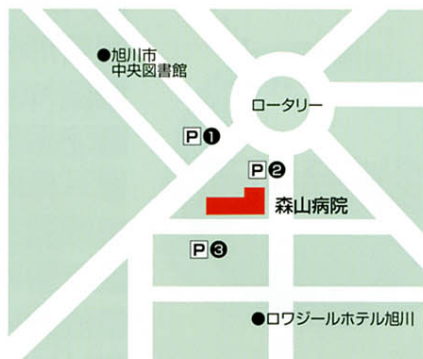 ●旭川市
中央図書館
ロータリー
P❶
P❷
森山病院
P❸
●ロワジールホテル旭川